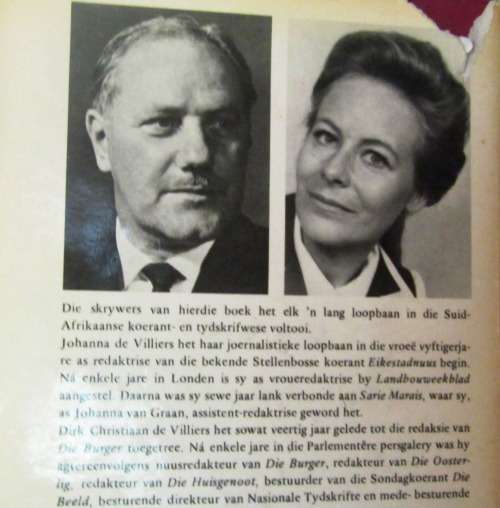 Die skrywers van hierdie boek het elk 'n lang loopbaan in die Suid-
Afrikaanse koerant- en tydskrifwese voltooi.
Johanna de Villiers het haar joernalistieke loopbaan in die vroeë vyftigerja-
re as redaktrise van die bekende Stellenbosse koerant Eikestadnuus begin.
Ná enkele jare in Londen is sy as vroueredaktrise by Landbouweekblad
aangestel. Daarna was sy sewe jaar lank verbonde aan Sarie Marais, waar sy,
as Johanna van Graan, assistent-redaktrise geword het.
Dirk Christiaan de Villiers het sowat veertig jaar gelede tot die redaksie van
Die Burger toegetree. Ná enkele jare in die Parlementêre persgalery was hy
agtereenvolgens nuusredakteur van Die Burger, redakteur van Die Ooster-
lig, redakteur van Die Huisgenoot, bestuurder van die Sondagkoerant Die
Beeld, besturende direkteur van Nasionale Tydskrifte en mede- besturende